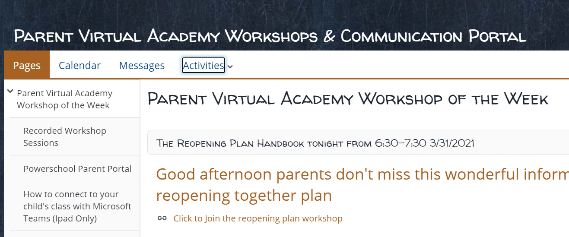 Parent Virtual Academy Workshops & Communication Portal
Pages Calendar Messages Activities
Parent Virtual Academy
Workshop of the Week
Recorded Workshop
Sessions
Powerschool Parent Portal
How to connect to your
child's class with Microsoft
Teams (Ipad Only)
Parent Virtual Academy Workshop of the Week
The Reopening Plan Handbook tonight from 6:30-7:30 3/31/2021
Good afternoon parents don't miss this wonderful inform
reopening together plan
Click to Join the reopening plan workshop